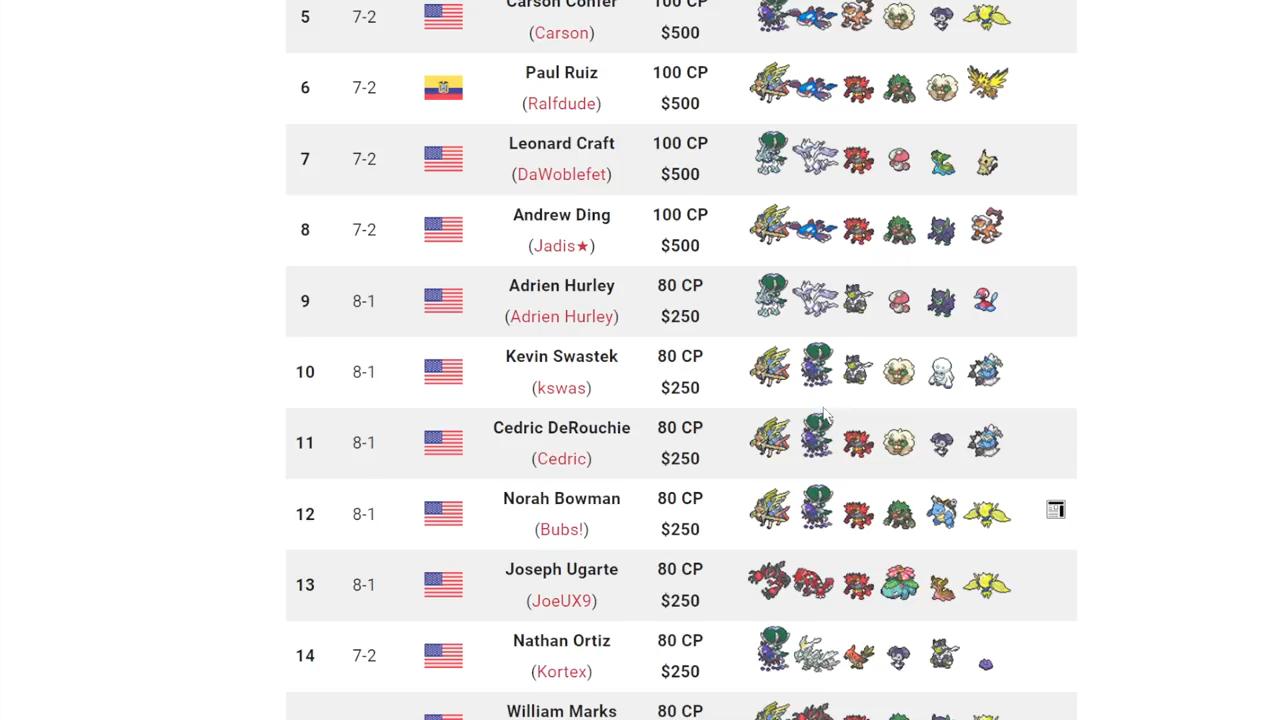 Carson Confer 100 CP
5 7-2
(Carson) $500
Paul Ruiz 100 CP
6 7-2
(Ralfdude) $500
Leonard Craft 100 CP
7 7-2
(DaWoblefet) $500
Andrew Ding 100 CP
8 7-2
(Jadis★) $500
Adrien Hurley 80 CP
9 8-1
(Adrien Hurley) $250
Kevin Swastek 80 CP
10 8-1
(kswas) $250
Cedric DeRouchie 80 CP
11 8-1
(Cedric) $250
Norah Bowman 80 CP
12 8-1
(Bubs!) $250
Joseph Ugarte 80 CP
13 8-1
(JoeUX9) $250
Nathan Ortiz 80 CP
14 7-2
(Kortex) $250
William Marks 80 CP